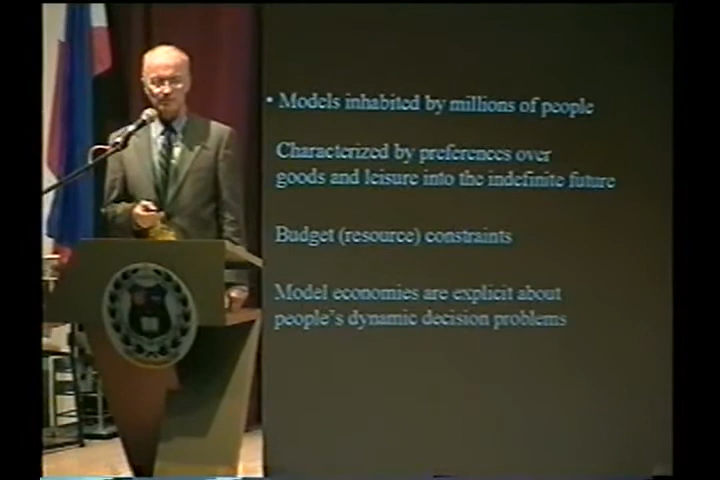 • Models inhabited by millions of people
Characterized by preferences over
goods and leisure into the indefinite future
Budget (resource) constraints
Model economies are explicit about
people's dynamic decision problems